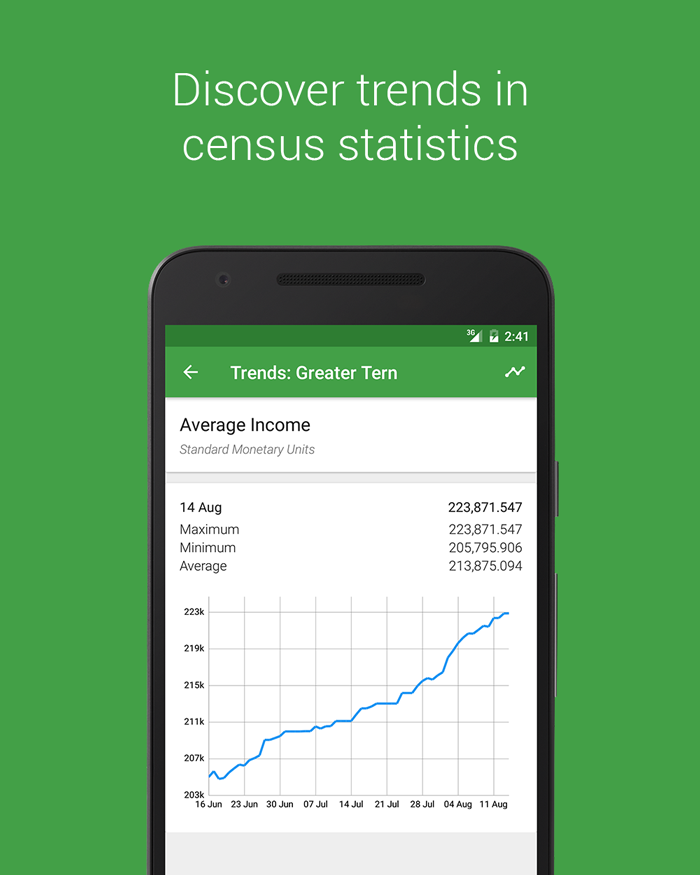 Discover trends in
census statistics
3G 2:41
Trends: Greater Tern
Average Income
Standard Monetary Units
14 Aug 223,871.547
Maximum 223,871.547
Minimum 205,795.906
Average 213,875.094
223k
219k
215k
211k
207k
203k
16 Jun 23 Jun 30 Jun 07 Jul 14 Jul 21 Jul 28 Jul 04 Aug 11 Aug